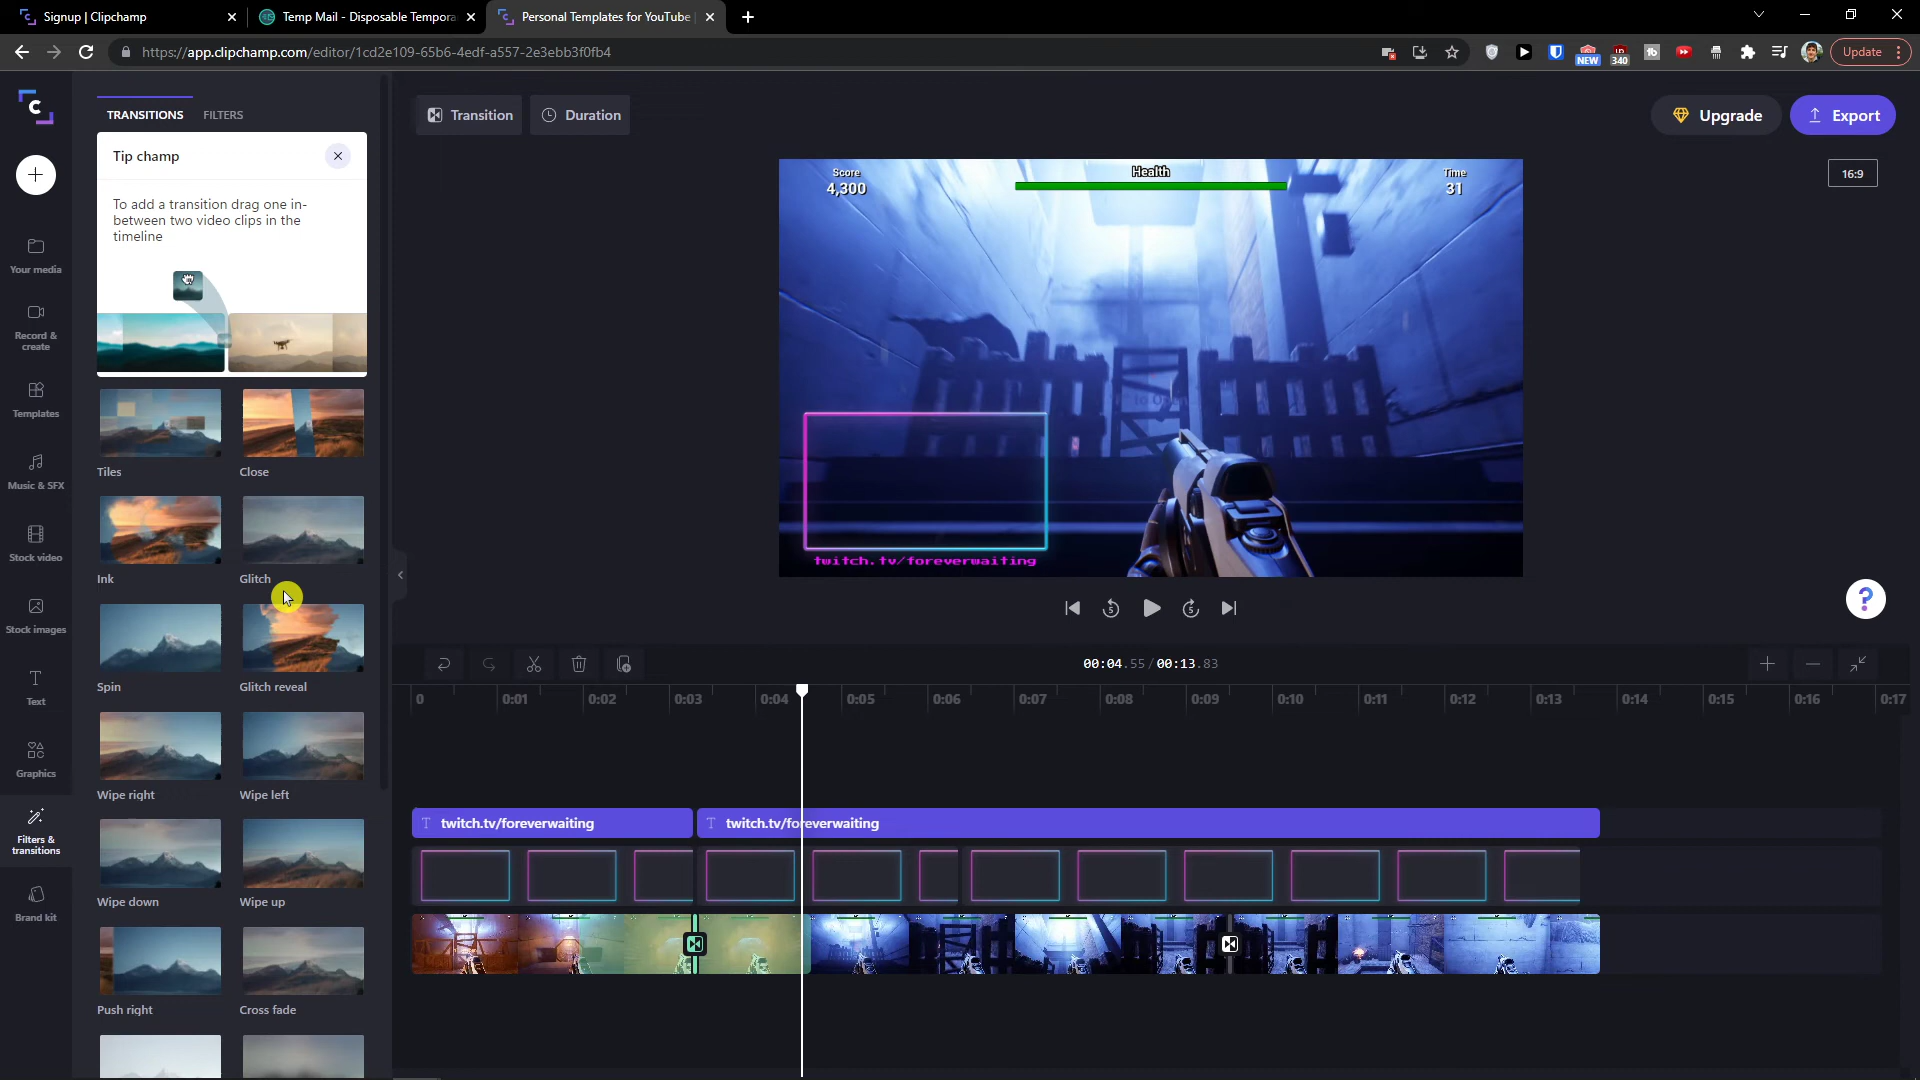 Signup | Clipchamp
Temp Mail - Disposable Tempora
Personal Templates for YouTube
https://app.clipchamp.com/editor/1cd2e109-65b6-4edf-a557-2e3ebb3f0fb4
NEW
340
Update
TRANSITIONS
FILTERS
Transition
Duration
Upgrade
Export
Tip champ
To add a transition drag one in-
between two video clips in the
timeline
16:9
Score
4,300
Health
Time
31
twitch.tv/foreverwaiting
Your media
Record &
create
Templates
Music & SFX
Stock video
Stock images
Text
Graphics
Filters &
transitions
Brand kit
Tiles
Close
Ink
Glitch
Spin
Glitch reveal
Wipe right
Wipe left
Wipe down
Wipe up
Push right
Cross fade
5
5
?
00:04.55/00:13.83
0
0:01
0:02
0:03
0:04
0:05
0:06
0:07
0:08
0:09
0:10
0:11
0:12
0:13
0:14
0:15
0:16
0:17
twitch.tv/foreverwaiting
twitch.tv/foreverwaiting